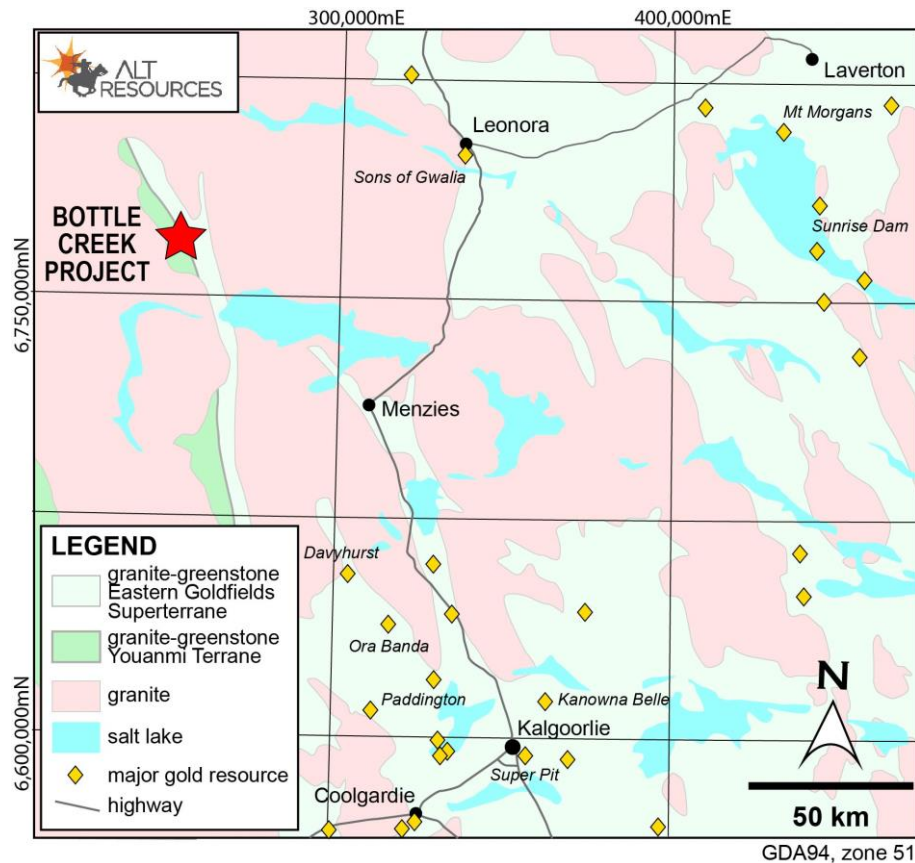 300,000mE
400,000mE
ALT
RESOURCES
Laverton
Mt Morgans
Leonora
Sons of Gwalia
BOTTLE
CREEK
PROJECT
Sunrise Dam
6,750,000mN
Menzies
LEGEND
granite-greenstone
Eastern Goldfields
Superterrane
granite-greenstone
Youanmi Terrane
granite
salt lake
major gold resource
highway
Davyhurst
Ora Banda
Paddington
Kanowna Belle
Kalgoorlie
Super Pit
Coolgardie
6,600,000mN
N
50 km
GDA94, zone 51